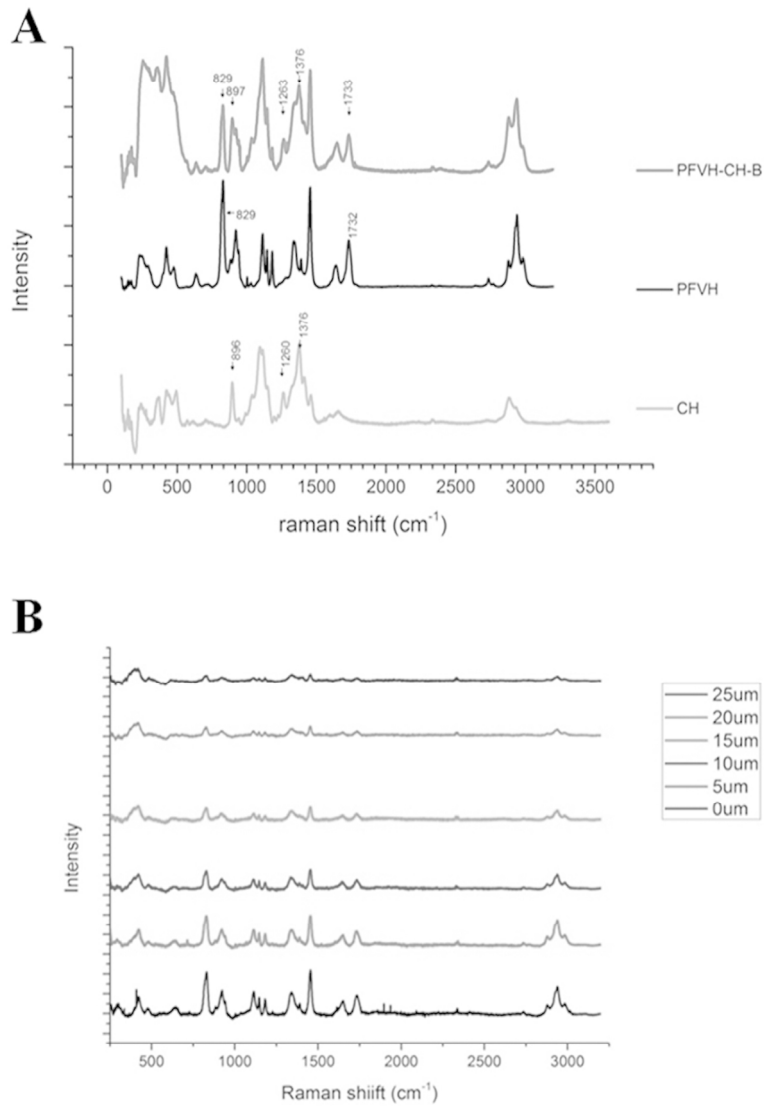 A
829
897
1263
1376
1733
PFVH-CH-B
829
1732
PFVH
896
1260
1376
CH
Intensity
0 500 1000 1500 2000 2500 3000 3500
raman shift (cm⁻¹)
B
25um
20um
15um
10um
5um
0um
Intensity
500 1000 1500 2000 2500 3000
Raman shiift (cm⁻¹)